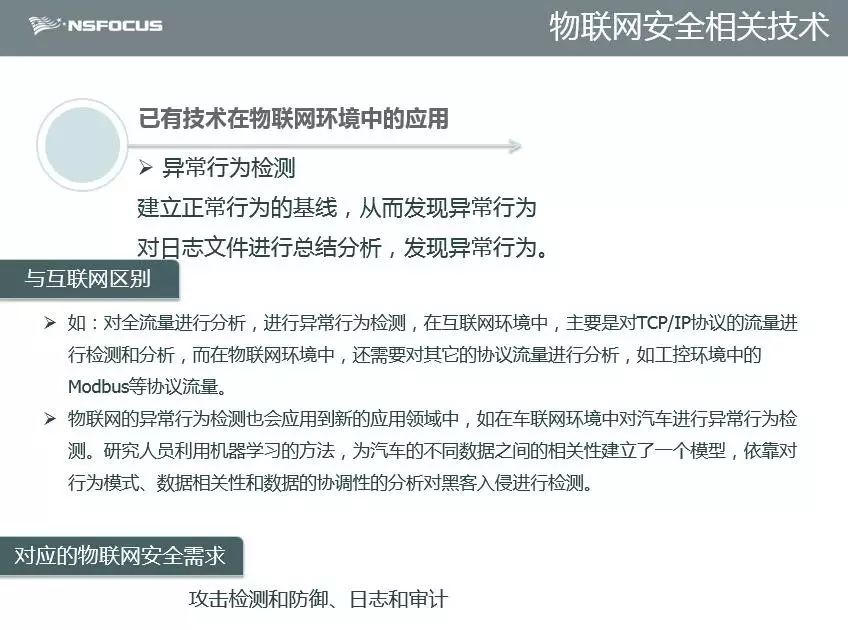 NSFOCUS
物联网安全相关技术
已有技术在物联网环境中的应用
异常行为检测
建立正常行为的基线，从而发现异常行为
对日志文件进行总结分析，发现异常行为。
与互联网区别
如：对全流量进行分析，进行异常行为检测，在互联网环境中，主要是对TCP/IP协议的流量进
行检测和分析，而在物联网环境中，还需要对其它的协议流量进行分析，如工控环境中的
Modbus等协议流量。
物联网的异常行为检测也会应用到新的应用领域中，如在车联网环境中对汽车进行异常行为检
测。研究人员利用机器学习的方法，为汽车的不同数据之间的相关性建立了一个模型，依靠对
行为模式、数据相关性和数据的协调性的分析对黑客入侵进行检测。
对应的物联网安全需求
攻击检测和防御、日志和审计